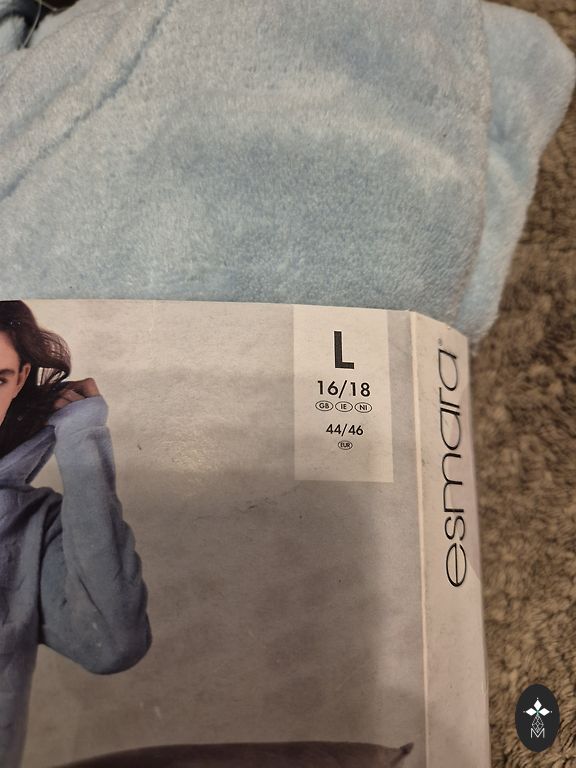 L
16/18
GB IE NI
44/46
EUR
esmara®
M